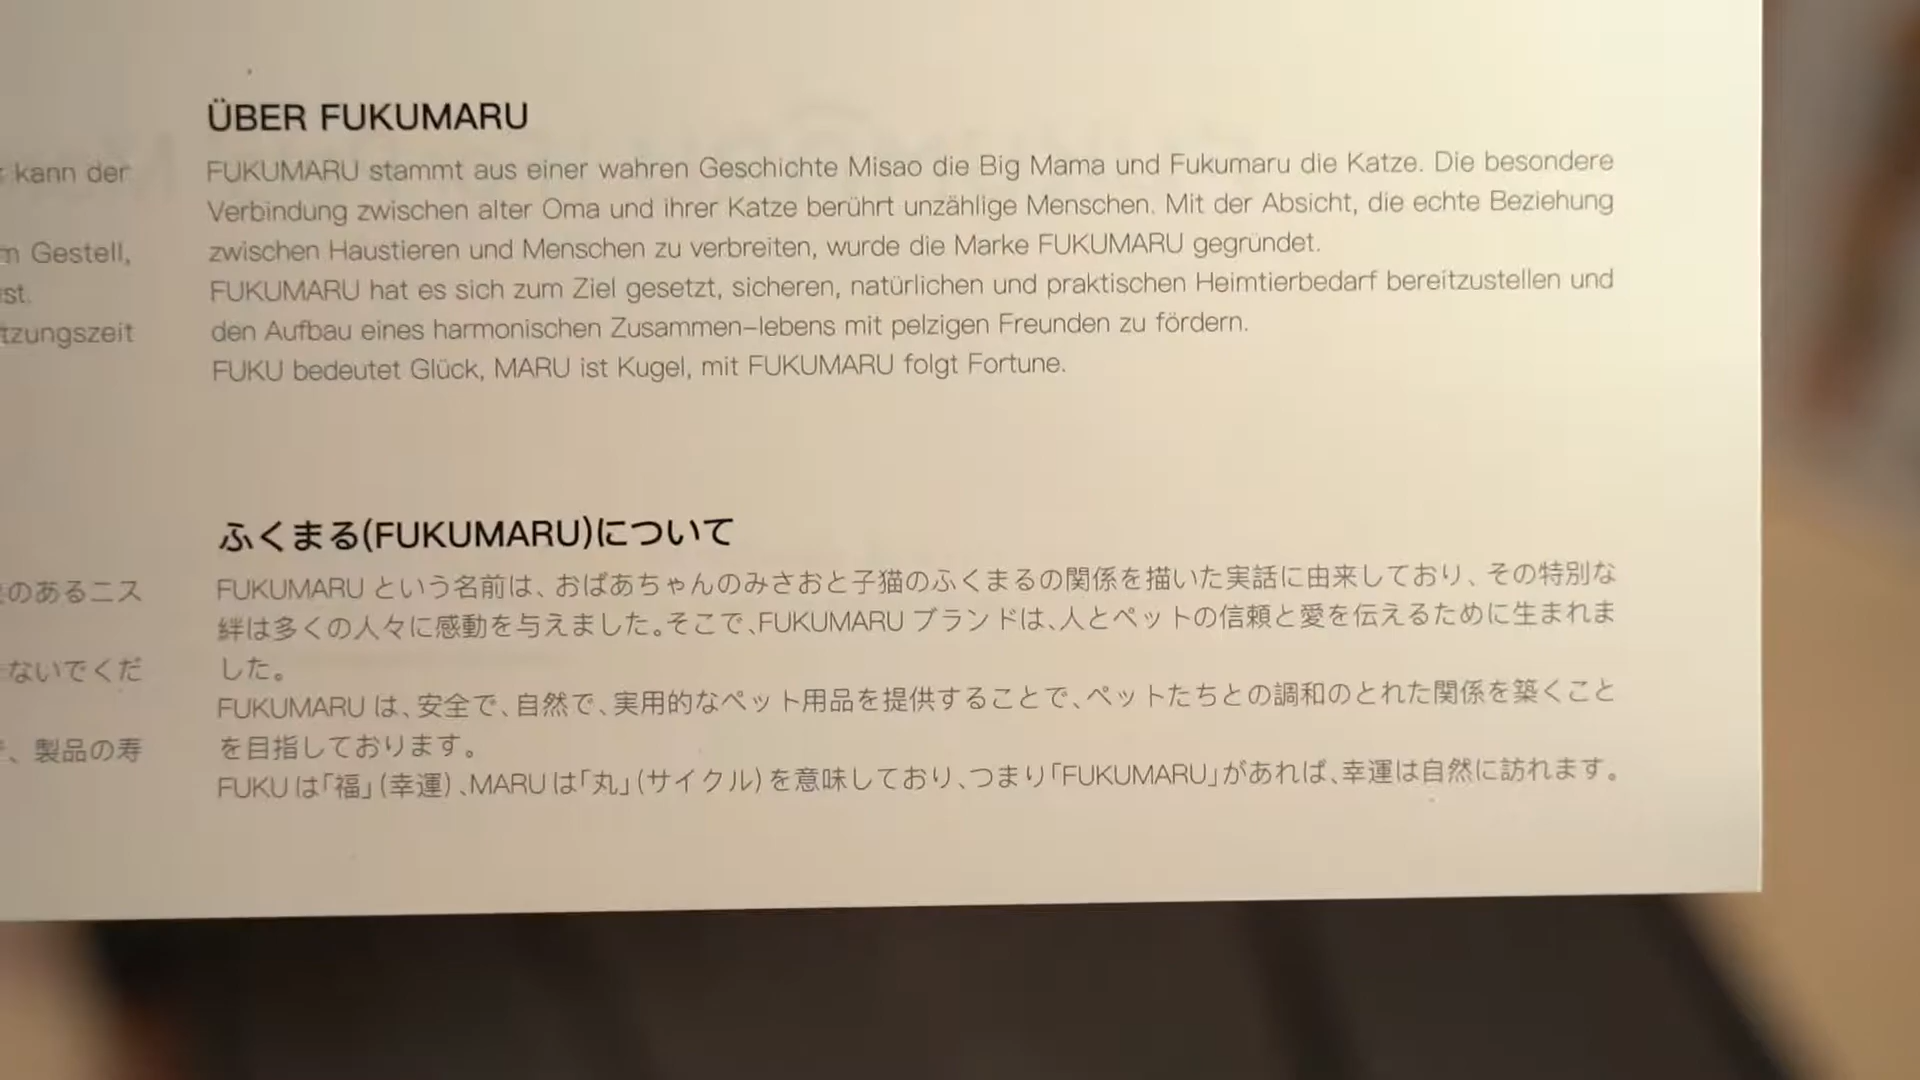 kann der
Gestell,
st.
tzungszeit
ÜBER FUKUMARU
FUKUMARU stammt aus einer wahren Geschichte Misao die Big Mama und Fukumaru die Katze. Die besondere
Verbindung zwischen alter Oma und ihrer Katze berührt unzählige Menschen. Mit der Absicht, die echte Beziehung
zwischen Haustieren und Menschen zu verbreiten, wurde die Marke FUKUMARU gegründet.
FUKUMARU hat es sich zum Ziel gesetzt, sicheren, natürlichen und praktischen Heimtierbedarf bereitzustellen und
den Aufbau eines harmonischen Zusammen-lebens mit pelzigen Freunden zu fördern.
FUKU bedeutet Glück, MARU ist Kugel, mit FUKUMARU folgt Fortune.
のあるニス
ないでくだ
、製品の寿
ふくまる(FUKUMARU)について
FUKUMARU という名前は、おばあちゃんのみさおと子猫のふくまるの関係を描いた実話に由来しており、その特別な
絆は多くの人々に感動を与えました。そこで、FUKUMARU ブランドは、人とペットの信頼と愛を伝えるために生まれま
した。
FUKUMARU は、安全で、自然で、実用的なペット用品を提供することで、ペットたちとの調和のとれた関係を築くこと
を目指しております。
FUKU は「福」(幸運)、MARU は「丸」(サイクル)を意味しており、つまり「FUKUMARU」があれば、幸運は自然に訪れます。